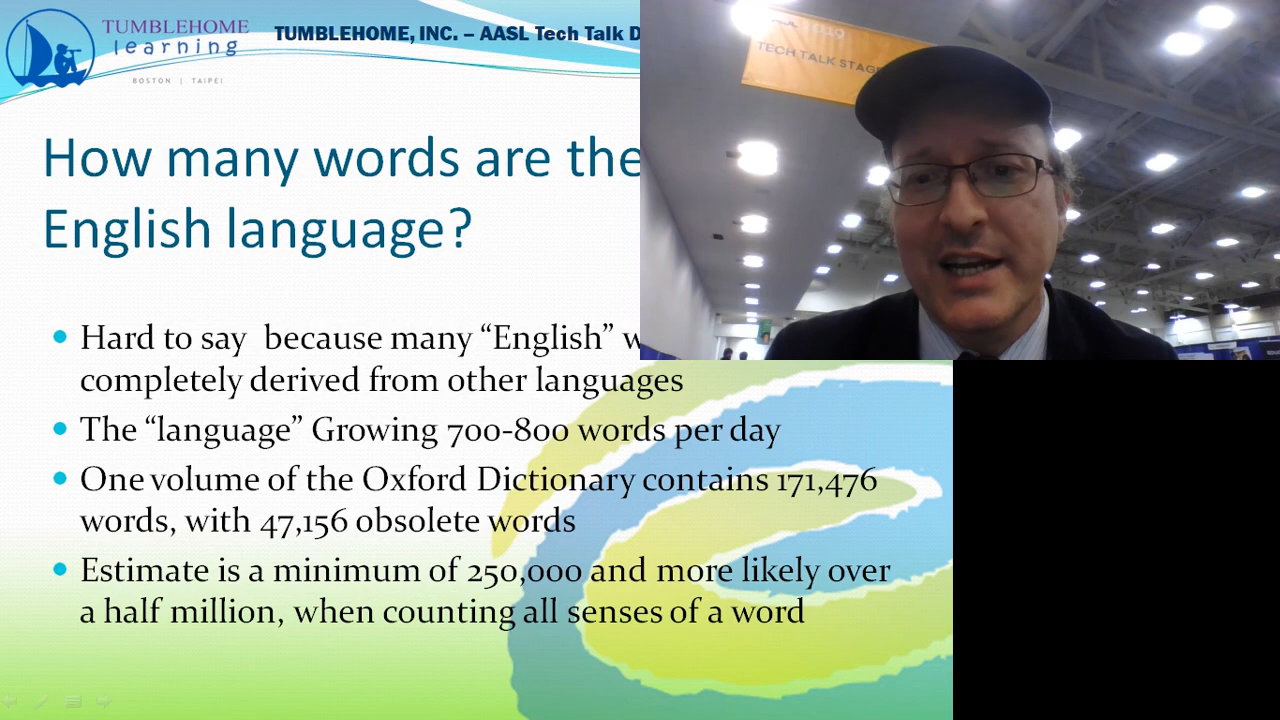 TUMBLEHOME
learning
BOSTON | TAIPEI
TUMBLEHOME, INC. – AASL Tech Talk D
TECH TALK STAGE
How many words are the
English language?
• Hard to say because many “English” w
completely derived from other languages
• The “language” Growing 700-800 words per day
• One volume of the Oxford Dictionary contains 171,476
words, with 47,156 obsolete words
• Estimate is a minimum of 250,000 and more likely over
a half million, when counting all senses of a word